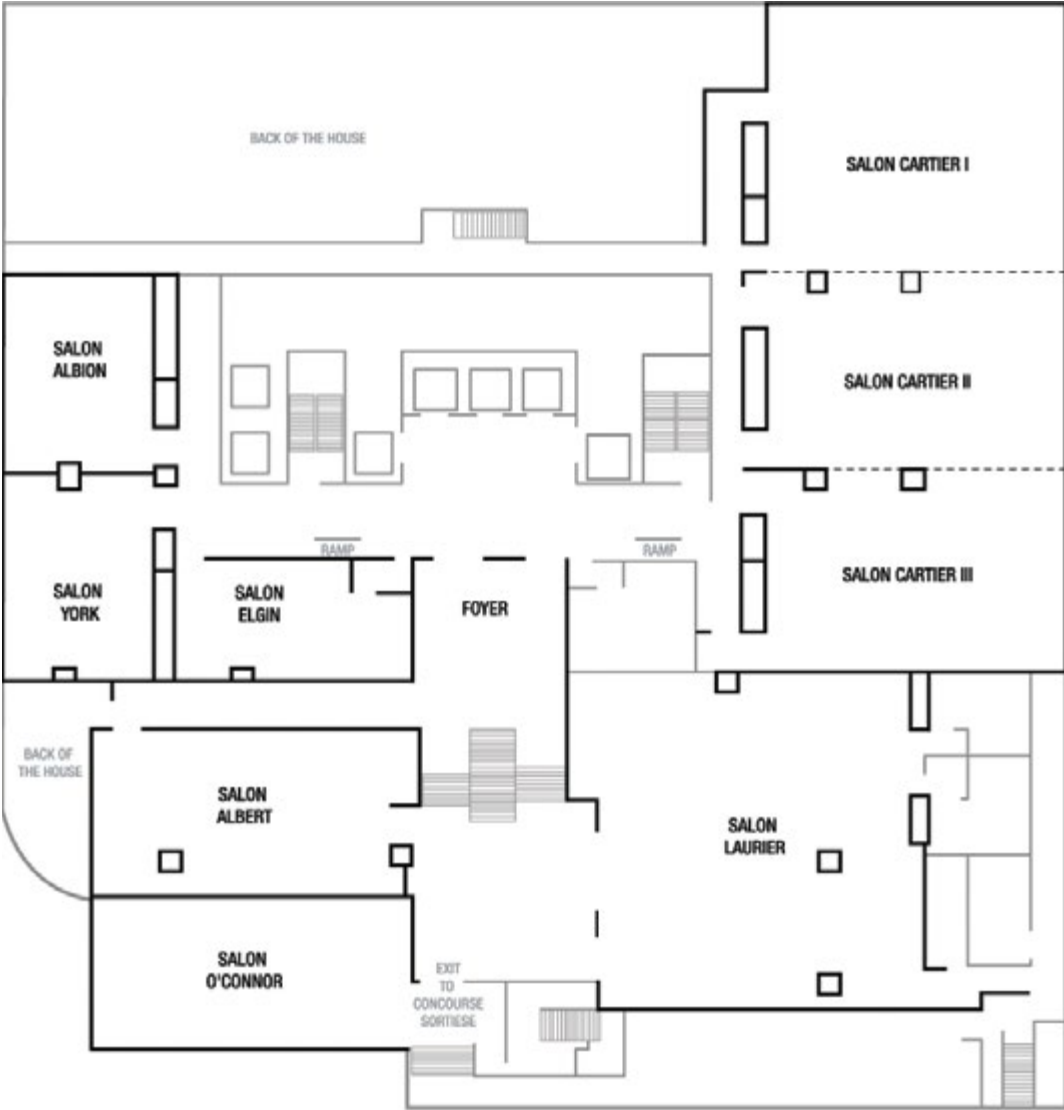 BACK OF THE HOUSE
SALON CARTIER I
SALON
ALBION
SALON CARTIER II
RAMP
RAMP
SALON CARTIER III
SALON
YORK
SALON
ELGIN
FOYER
BACK OF
THE HOUSE
SALON
ALBERT
SALON
LAURIER
SALON
O'CONNOR
EXIT
TO
CONCOURSE
SORTIESE